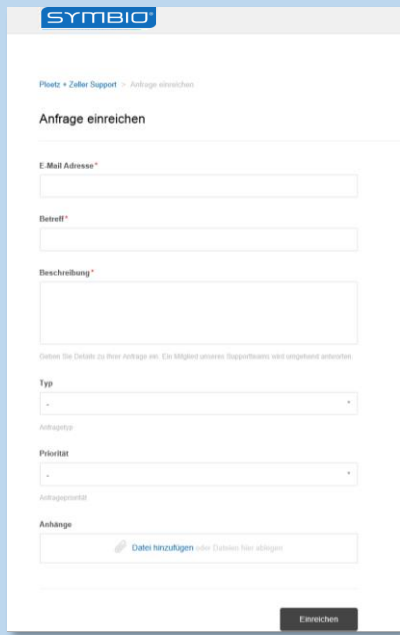 SYMBIO®
Ploetz + Zeller Support > Anfrage einreichen
Anfrage einreichen
E-Mail Adresse*
Betreff*
Beschreibung*
Geben Sie Details zu Ihrer Anfrage ein. Ein Mitglied unseres Supportteams wird umgehend antworten.
Typ
-
Anfragetyp
Priorität
-
Anfragepriorität
Anhänge
Datei hinzufügen oder Dateien hier ablegen
Einreichen